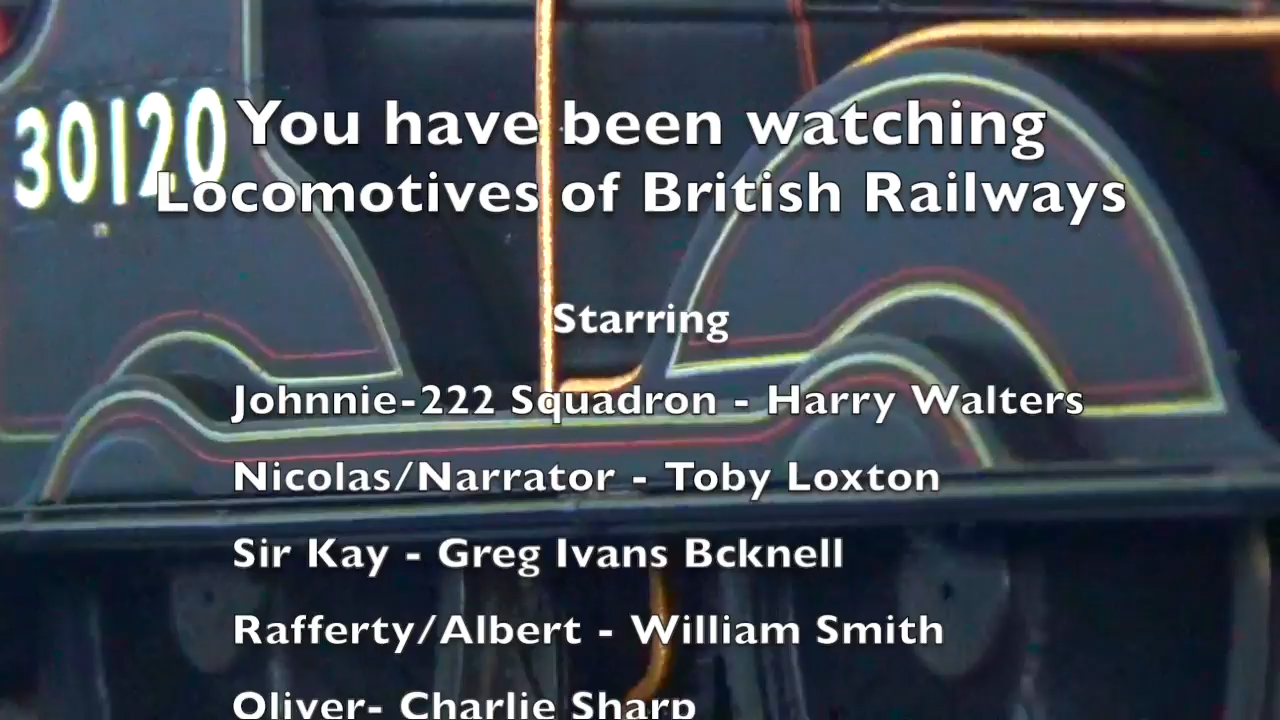 30120
You have been watching
Locomotives of British Railways
Starring
Johnnie-222 Squadron - Harry Walters
Nicolas/Narrator - Toby Loxton
Sir Kay - Greg Ivans Bcknell
Rafferty/Albert - William Smith
Oliver- Charlie Sharp